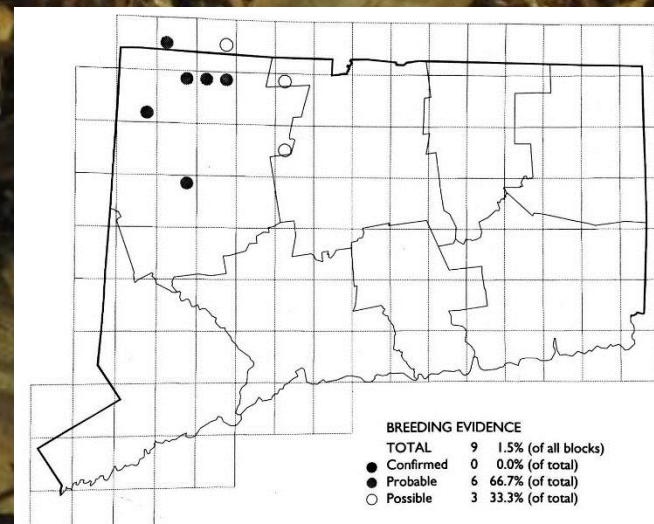 BREEDING EVIDENCE
TOTAL 9 1.5% (of all blocks)
Confirmed 0 0.0% (of total)
Probable 6 66.7% (of total)
Possible 3 33.3% (of total)